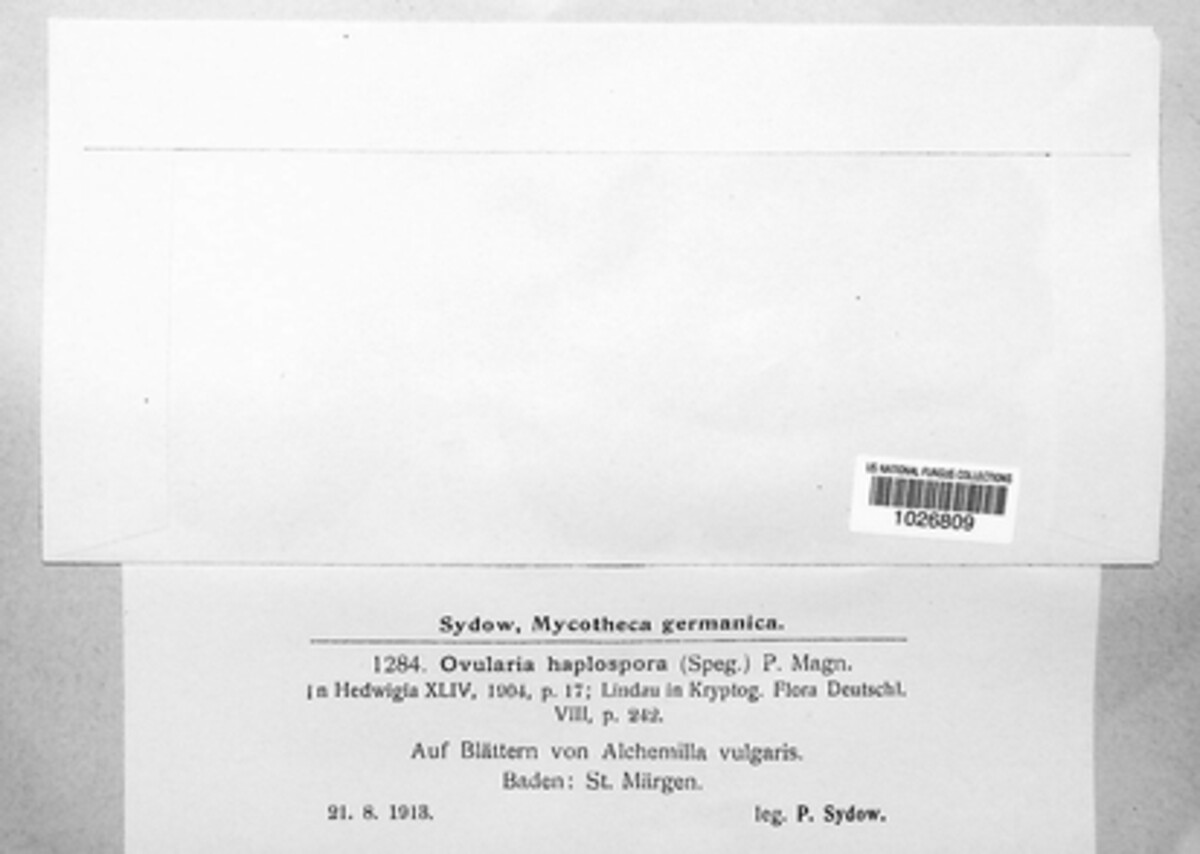 US NATIONAL FUNGUS COLLECTIONS
1026809
Sydow, Mycotheca germanica.
1284. Ovularia haplospora (Speg.) P. Magn.
in Hedwigia XLIV, 1904, p. 17; Lindau in Kryptog. Flora Deutschl.
VIII, p. 242.
Auf Blättern von Alchemilla vulgaris.
Baden: St. Märgen.
21. 8. 1913. leg. P. Sydow.